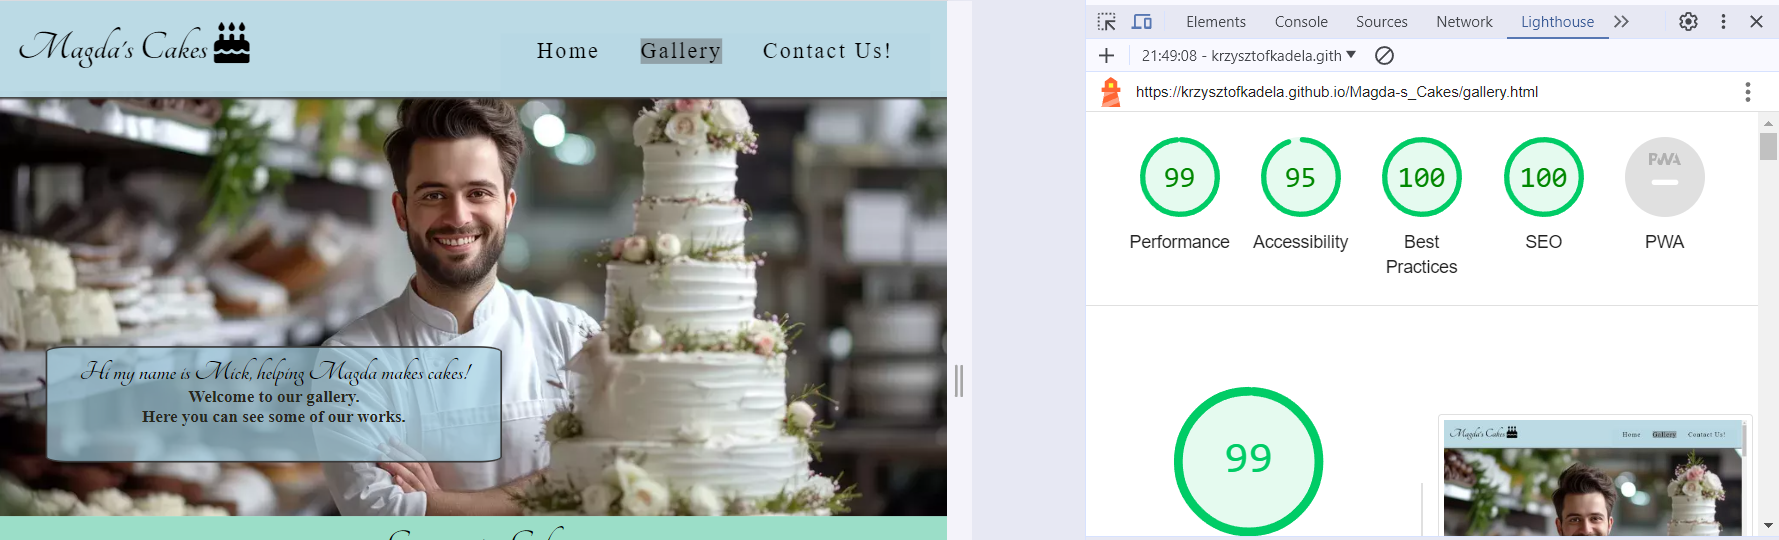 Magda's Cakes
Home Gallery Contact Us!
Hi my name is Mick, helping Magda makes cakes!
Welcome to our gallery.
Here you can see some of our works.
Elements Console Sources Network Lighthouse
21:49:08 - krzysztofkadela.gith
https://krzysztofkadela.github.io/Magda-s_Cakes/gallery.html
99 95 100 100 PWA
Performance Accessibility Best Practices SEO PWA
99
Magda's Cakes Home Gallery Contact Us!